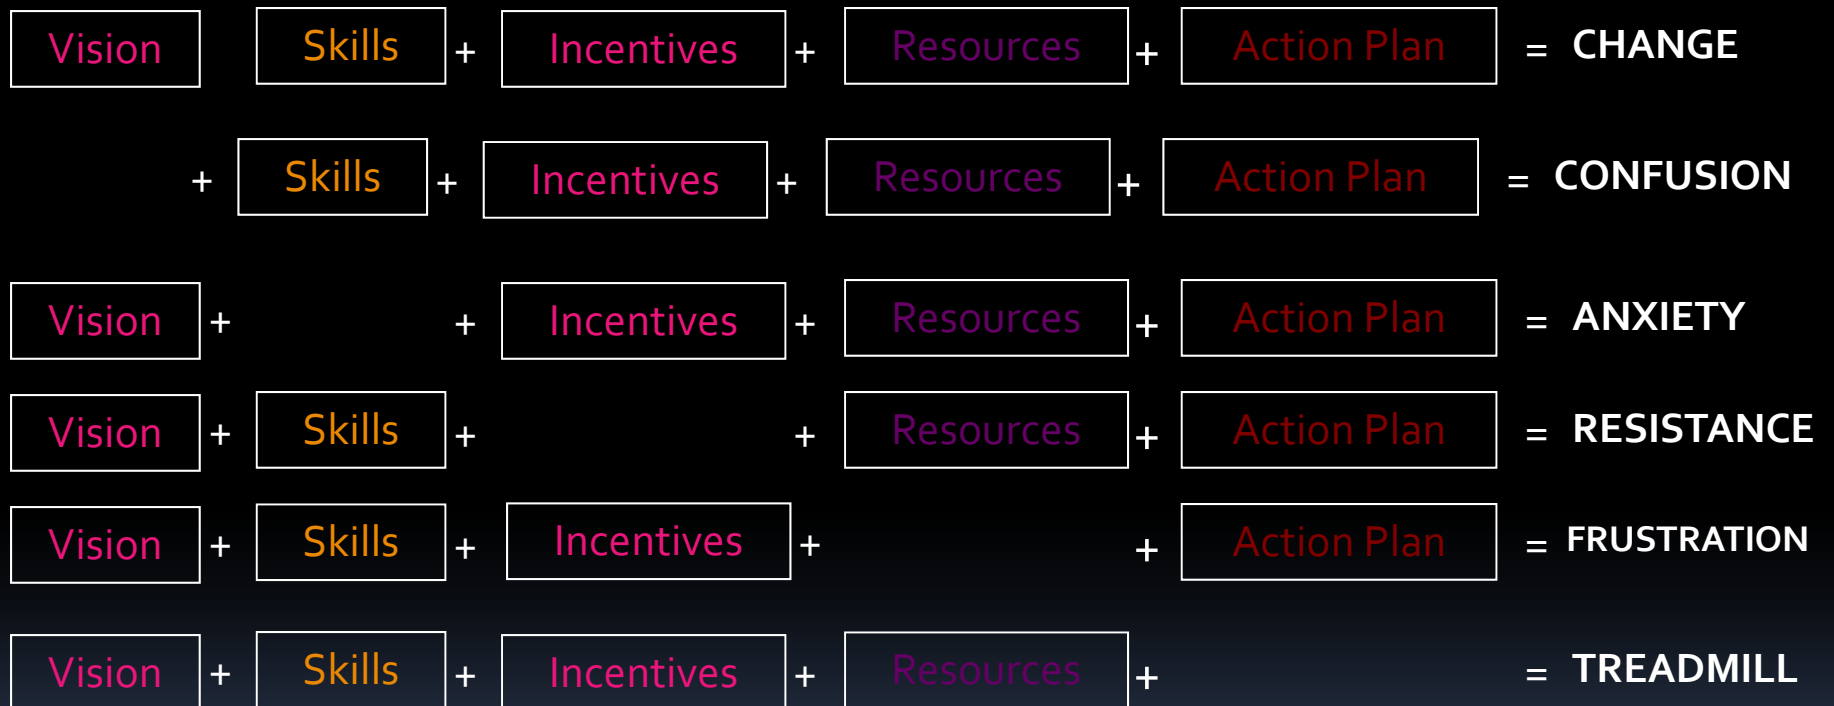 Vision Skills + Incentives + Resources + Action Plan = CHANGE
+ Skills + Incentives + Resources + Action Plan = CONFUSION
Vision + + Incentives + Resources + Action Plan = ANXIETY
Vision + Skills + + Resources + Action Plan = RESISTANCE
Vision + Skills + Incentives + + Action Plan = FRUSTRATION
Vision + Skills + Incentives + Resources + = TREADMILL